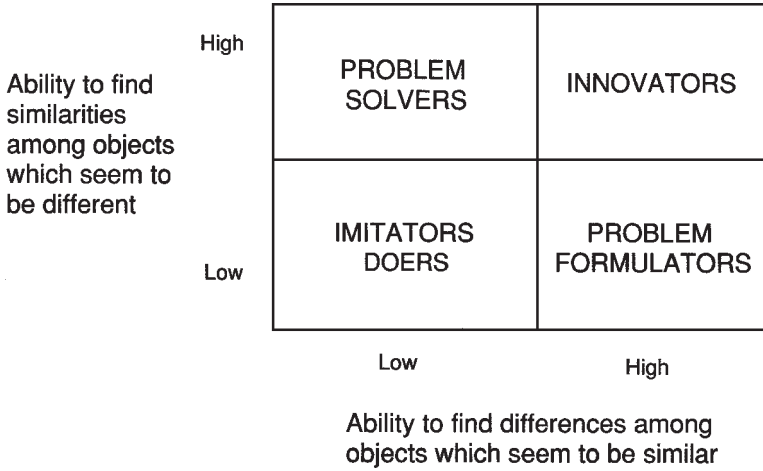 High
Ability to find
similarities
among objects
which seem to
be different
Low
PROBLEM
SOLVERS
INNOVATORS
IMITATORS
DOERS
PROBLEM
FORMULATORS
Low
High
Ability to find differences among
objects which seem to be similar